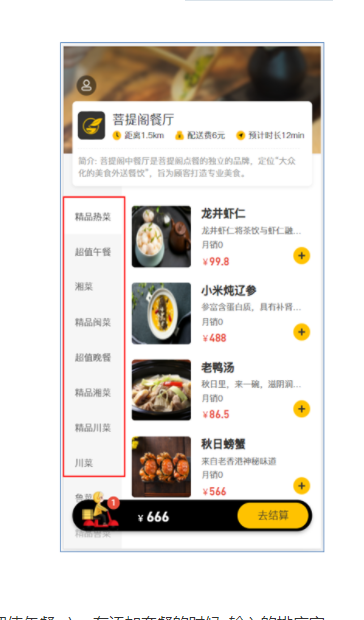 菩提阁餐厅
距离1.5km 配送费6元 预计时长12min
简介: 菩提阁中餐厅是菩提阁点餐的独立的品牌，定位“大众
化的美食外送餐饮”，旨为顾客打造专业美食。
精品热菜
超值午餐
湘菜
精品闽菜
超值晚餐
精品湘菜
精品川菜
川菜
龙井虾仁
龙井虾仁将茶饮与虾仁融...
月销0
¥99.8
小米炖辽参
参富含蛋白质，具有补肾...
月销0
¥488
老鸭汤
秋日里，来一碗，滋阴润...
月销0
¥86.5
秋日螃蟹
来自老香港神秘味道
月销0
¥566
1
¥ 666
去结算